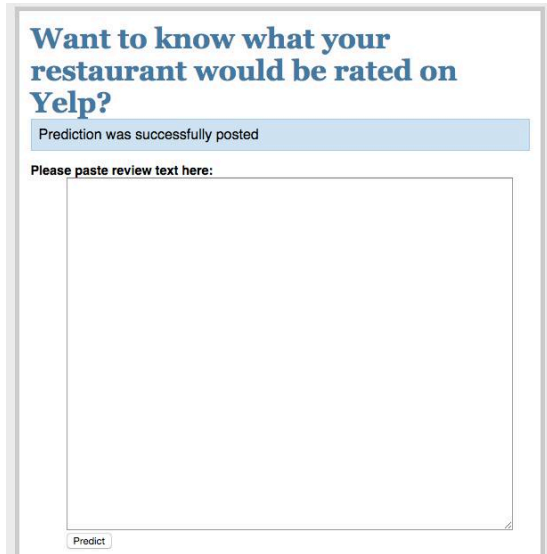 Want to know what your
restaurant would be rated on
Yelp?
Prediction was successfully posted
Please paste review text here:
Predict